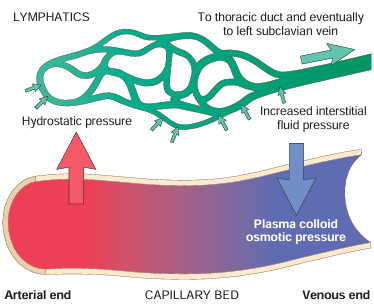 LYMPHATICS
To thoracic duct and eventually
to left subclavian vein
Hydrostatic pressure
Increased interstitial
fluid pressure
Plasma colloid
osmotic pressure
Arterial end
CAPILLARY BED
Venous end